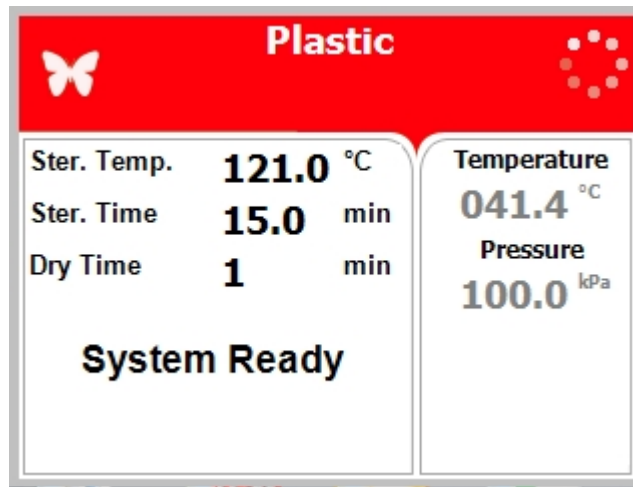 Plastic
Ster. Temp. 121.0 °C
Ster. Time 15.0 min
Dry Time 1 min
System Ready
Temperature
041.4 °C
Pressure
100.0 kPa